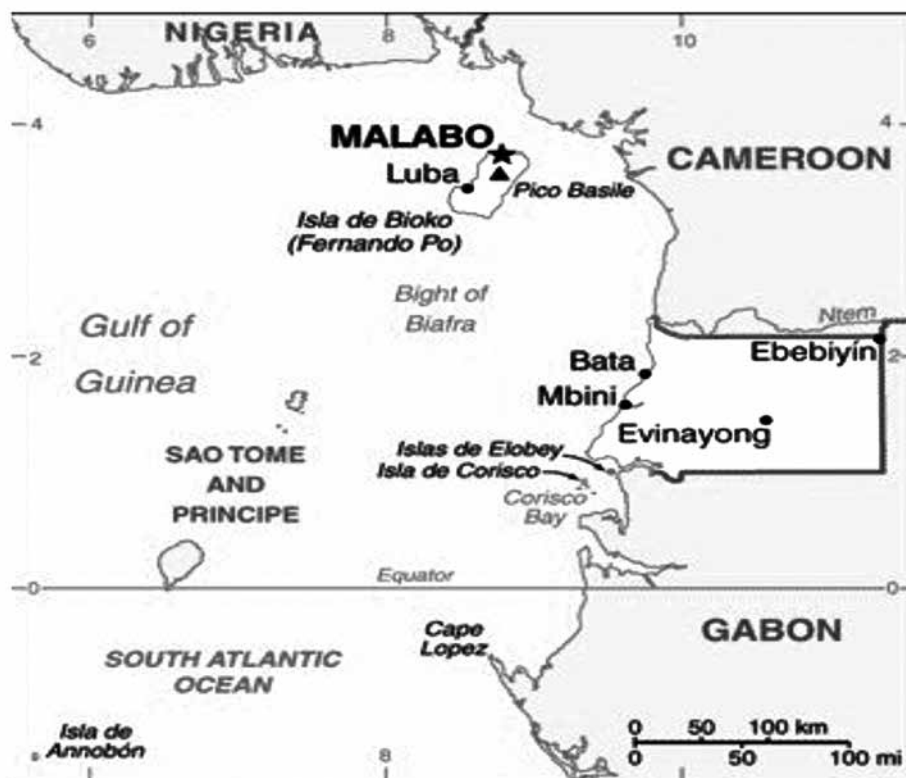 6
8
10
NIGERIA
4
4
MALABO
CAMEROON
Luba
Pico Basile
Isla de Bioko
(Fernando Po)
Bight of
Biafra
Ntem
Gulf of
Guinea
2
2
Bata
Ebebiyín
Mbini
Evinayong
Islas de Elobey
Isla de Corisco
SAO TOME
AND
PRINCIPE
Corisco
Bay
Equator
0
0
Cape
Lopez
GABON
SOUTH ATLANTIC
OCEAN
Isla de
Annobón
0 50 100 km
0 50 100 mi
6
8